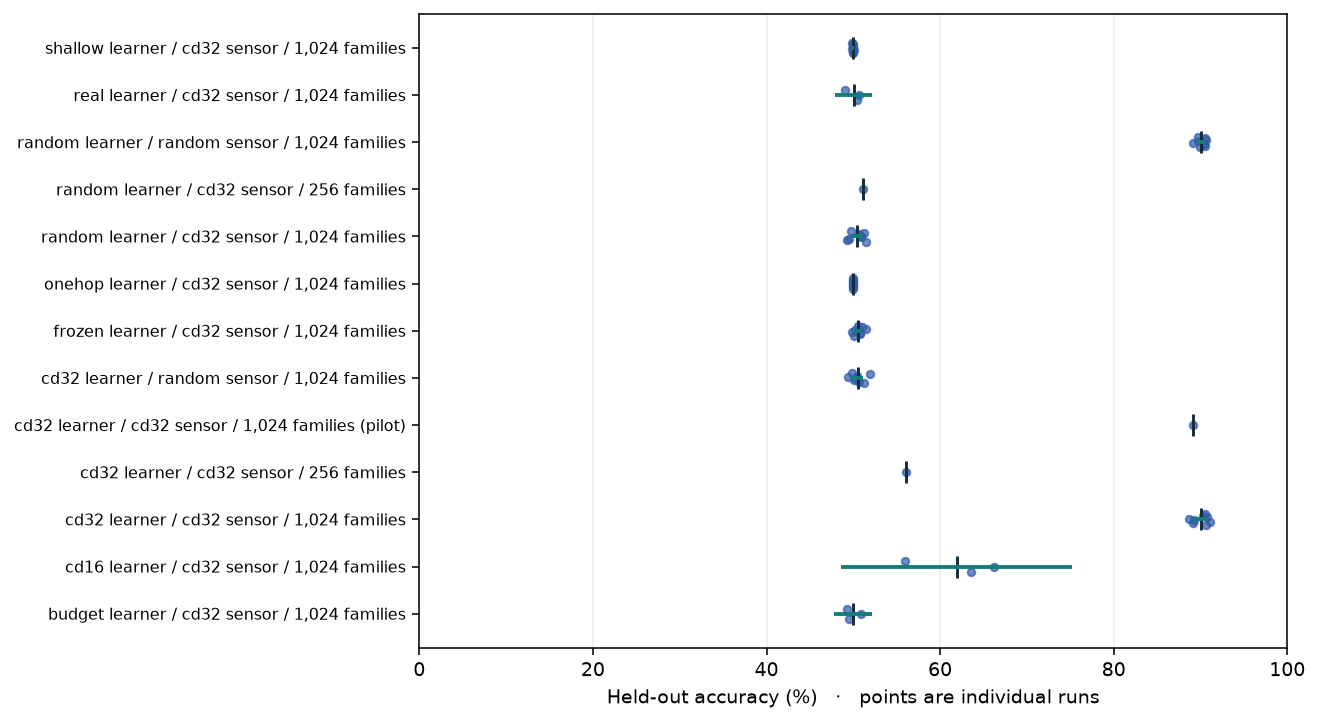 shallow learner / cd32 sensor / 1,024 families
real learner / cd32 sensor / 1,024 families
random learner / random sensor / 1,024 families
random learner / cd32 sensor / 256 families
random learner / cd32 sensor / 1,024 families
onehop learner / cd32 sensor / 1,024 families
frozen learner / cd32 sensor / 1,024 families
cd32 learner / random sensor / 1,024 families
cd32 learner / cd32 sensor / 1,024 families (pilot)
cd32 learner / cd32 sensor / 256 families
cd32 learner / cd32 sensor / 1,024 families
cd16 learner / cd32 sensor / 1,024 families
budget learner / cd32 sensor / 1,024 families
0 20 40 60 80 100
Held-out accuracy (%) · points are individual runs